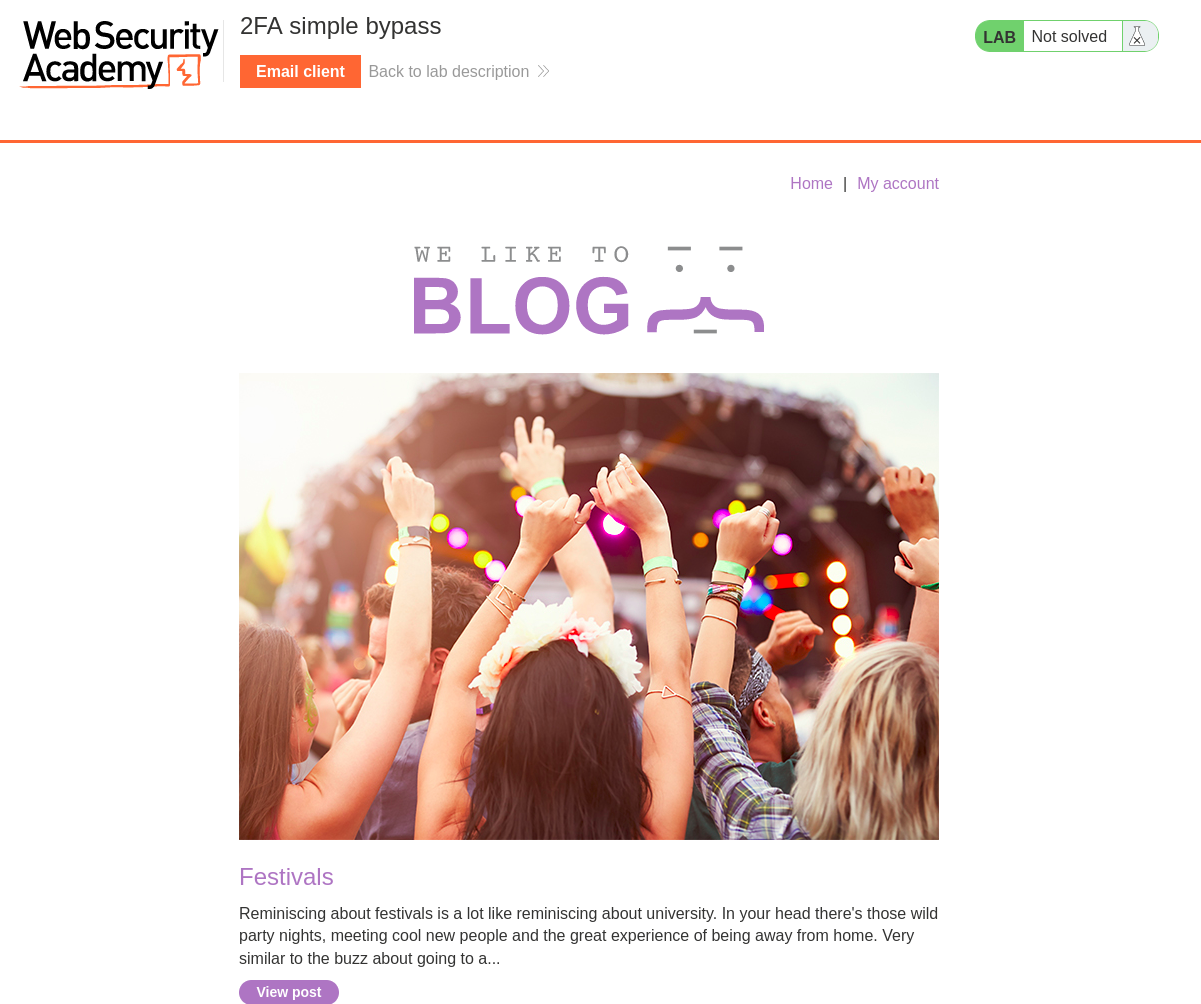 Web Security
Academy
2FA simple bypass
Email client
Back to lab description
LAB
Not solved
Home | My account
WE LIKE TO
BLOG
Festivals
Reminiscing about festivals is a lot like reminiscing about university. In your head there's those wild
party nights, meeting cool new people and the great experience of being away from home. Very
similar to the buzz about going to a...
View post